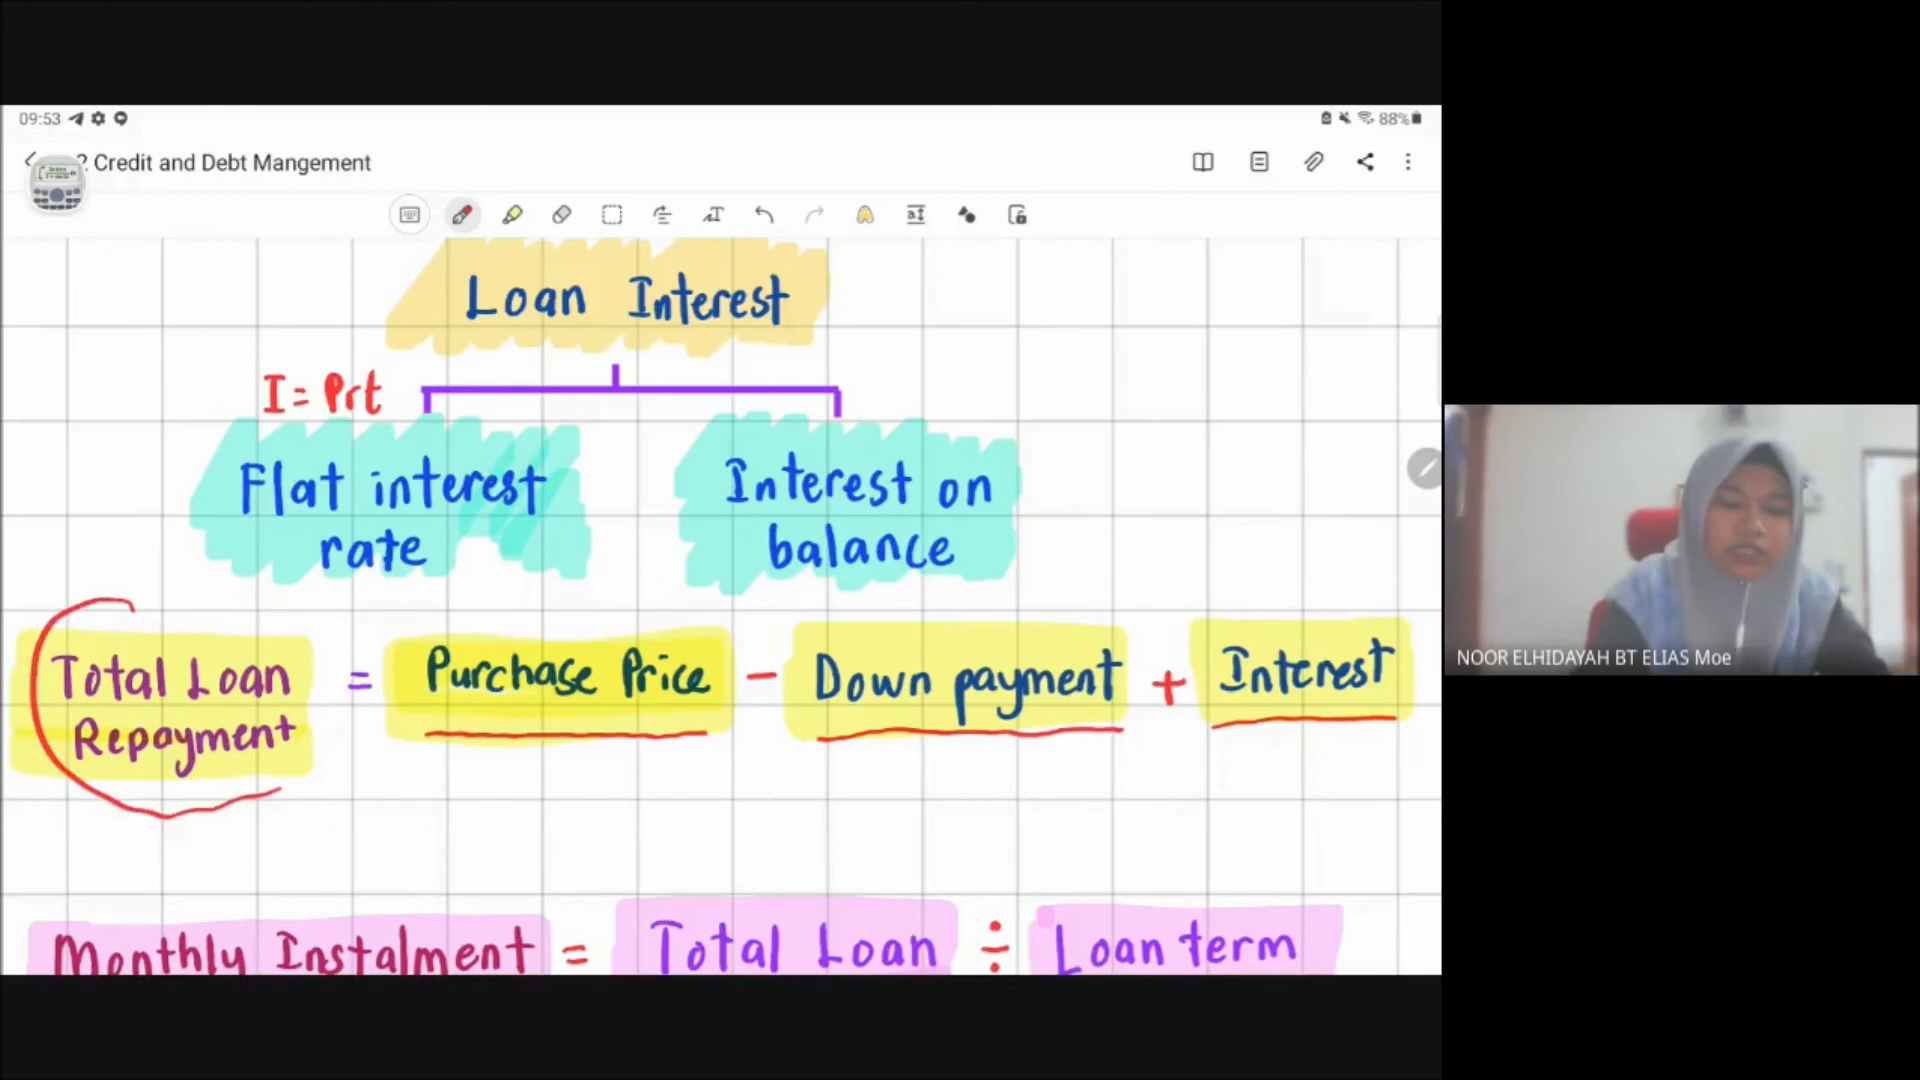 09:53 88%
2 Credit and Debt Mangement
Loan Interest
I = Prt
Flat interest rate
Interest on balance
Total Loan Repayment = Purchase Price - Down payment + Interest
NOOR ELHIDAYAH BT ELIAS Moe
Monthly Instalment = Total Loan ÷ Loan term